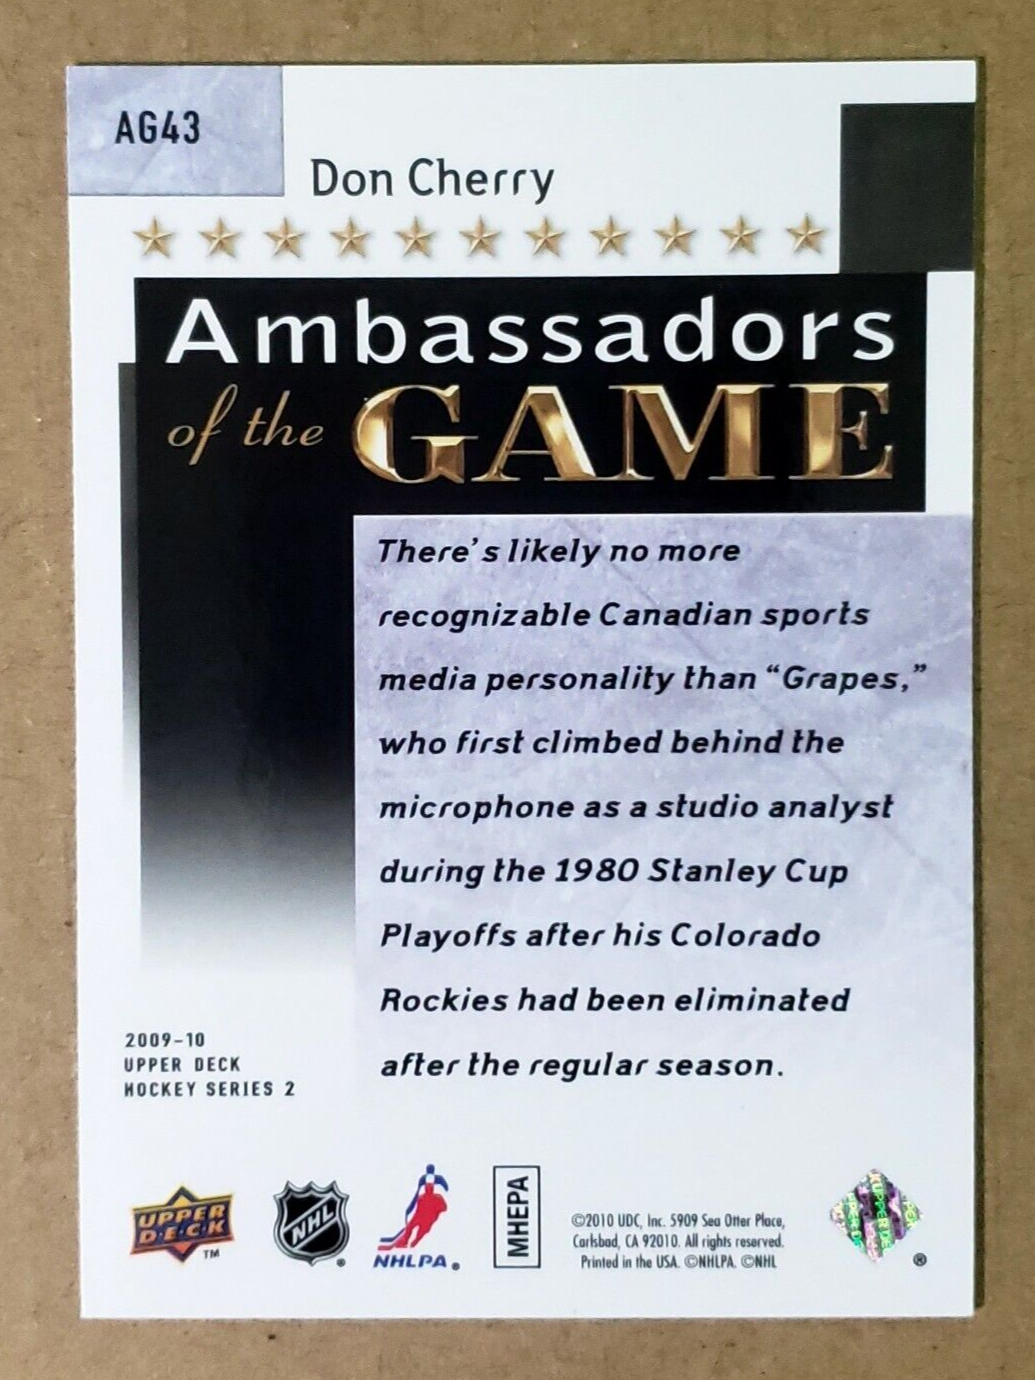 AG43
Don Cherry
Ambassadors
of the GAME
There's likely no more
recognizable Canadian sports
media personality than “Grapes,”
who first climbed behind the
microphone as a studio analyst
during the 1980 Stanley Cup
Playoffs after his Colorado
Rockies had been eliminated
after the regular season.
2009-10
UPPER DECK
HOCKEY SERIES 2
UPPER
DECK
TM
NHL
NHLPA
MHEPA
©2010 UDC, Inc. 5909 Sea Otter Place,
Carlsbad, CA 92010. All rights reserved.
Printed in the USA. ©NHLPA. ©NHL
®